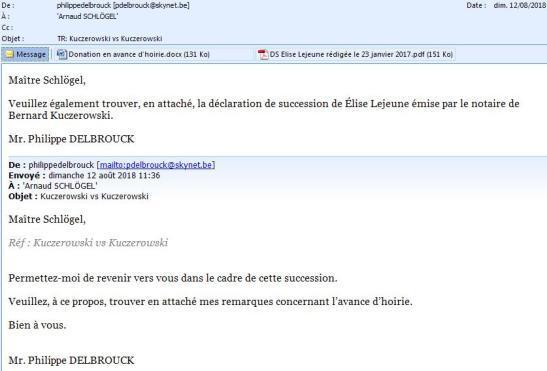 De : philippedelbrouck [pdelbrouck@skynet.be] Date : dim. 12/08/2018
À : 'Arnaud SCHLÖGEL'
Cc :
Objet : TR: Kuczerowski vs Kuczerowski
Message Donation en avance d'hoirie.docx (131 Ko) DS Elise Lejeune rédigée le 23 janvier 2017.pdf (151 Ko)
Maître Schlögel,
Veuillez également trouver, en attaché, la déclaration de succession de Élise Lejeune émise par le notaire de
Bernard Kuczerowski.
Mr. Philippe DELBROUCK
De : philippedelbrouck [mailto:pdelbrouck@skynet.be]
Envoyé : dimanche 12 août 2018 11:36
À : 'Arnaud SCHLÖGEL'
Objet : Kuczerowski vs Kuczerowski
Maître Schlögel,
Réf : Kuczerowski vs Kuczerowski
Permettez-moi de revenir vers vous dans le cadre de cette succession.
Veuillez, à ce propos, trouver en attaché mes remarques concernant l'avance d'hoirie.
Bien à vous.
Mr. Philippe DELBROUCK